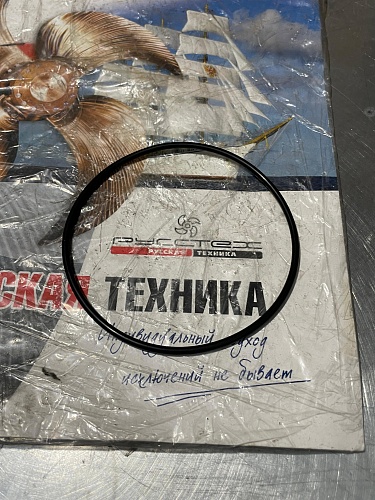 РУССТЕХ
РУССКАЯ ТЕХНИКА
СКАЯ ТЕХНИКА
Индивидуальный подход
исключений не бывает